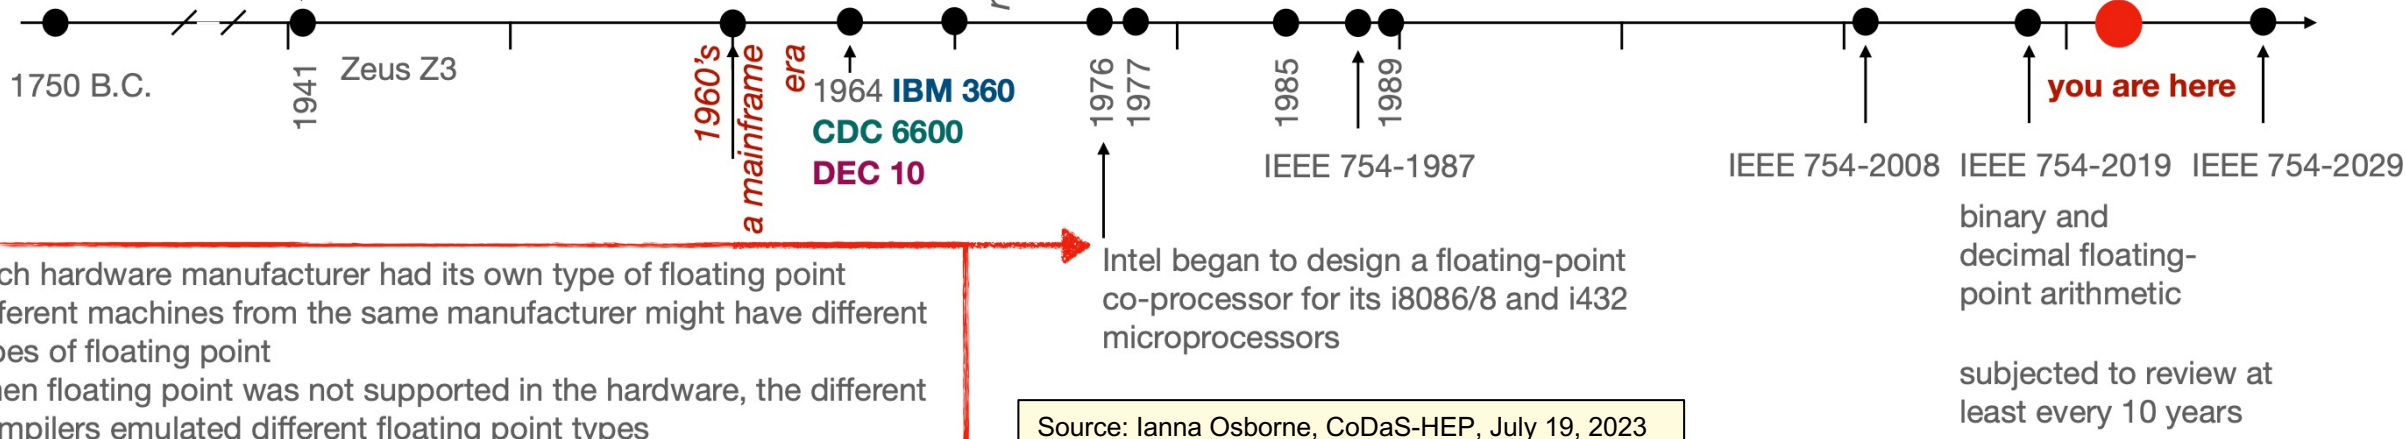 1750 B.C.
1941
Zeus Z3
1960's
a mainframe
era
1964 IBM 360
CDC 6600
DEC 10
1976
1977
1985
1989
IEEE 754-1987
IEEE 754-2008
you are here
IEEE 754-2019
IEEE 754-2029
binary and
decimal floating-
point arithmetic
subjected to review at
least every 10 years
Intel began to design a floating-point
co-processor for its i8086/8 and i432
microprocessors
ch hardware manufacturer had its own type of floating point
ferent machines from the same manufacturer might have different
pes of floating point
en floating point was not supported in the hardware, the different
mpilers emulated different floating point types
Source: Ianna Osborne, CoDaS-HEP, July 19, 2023